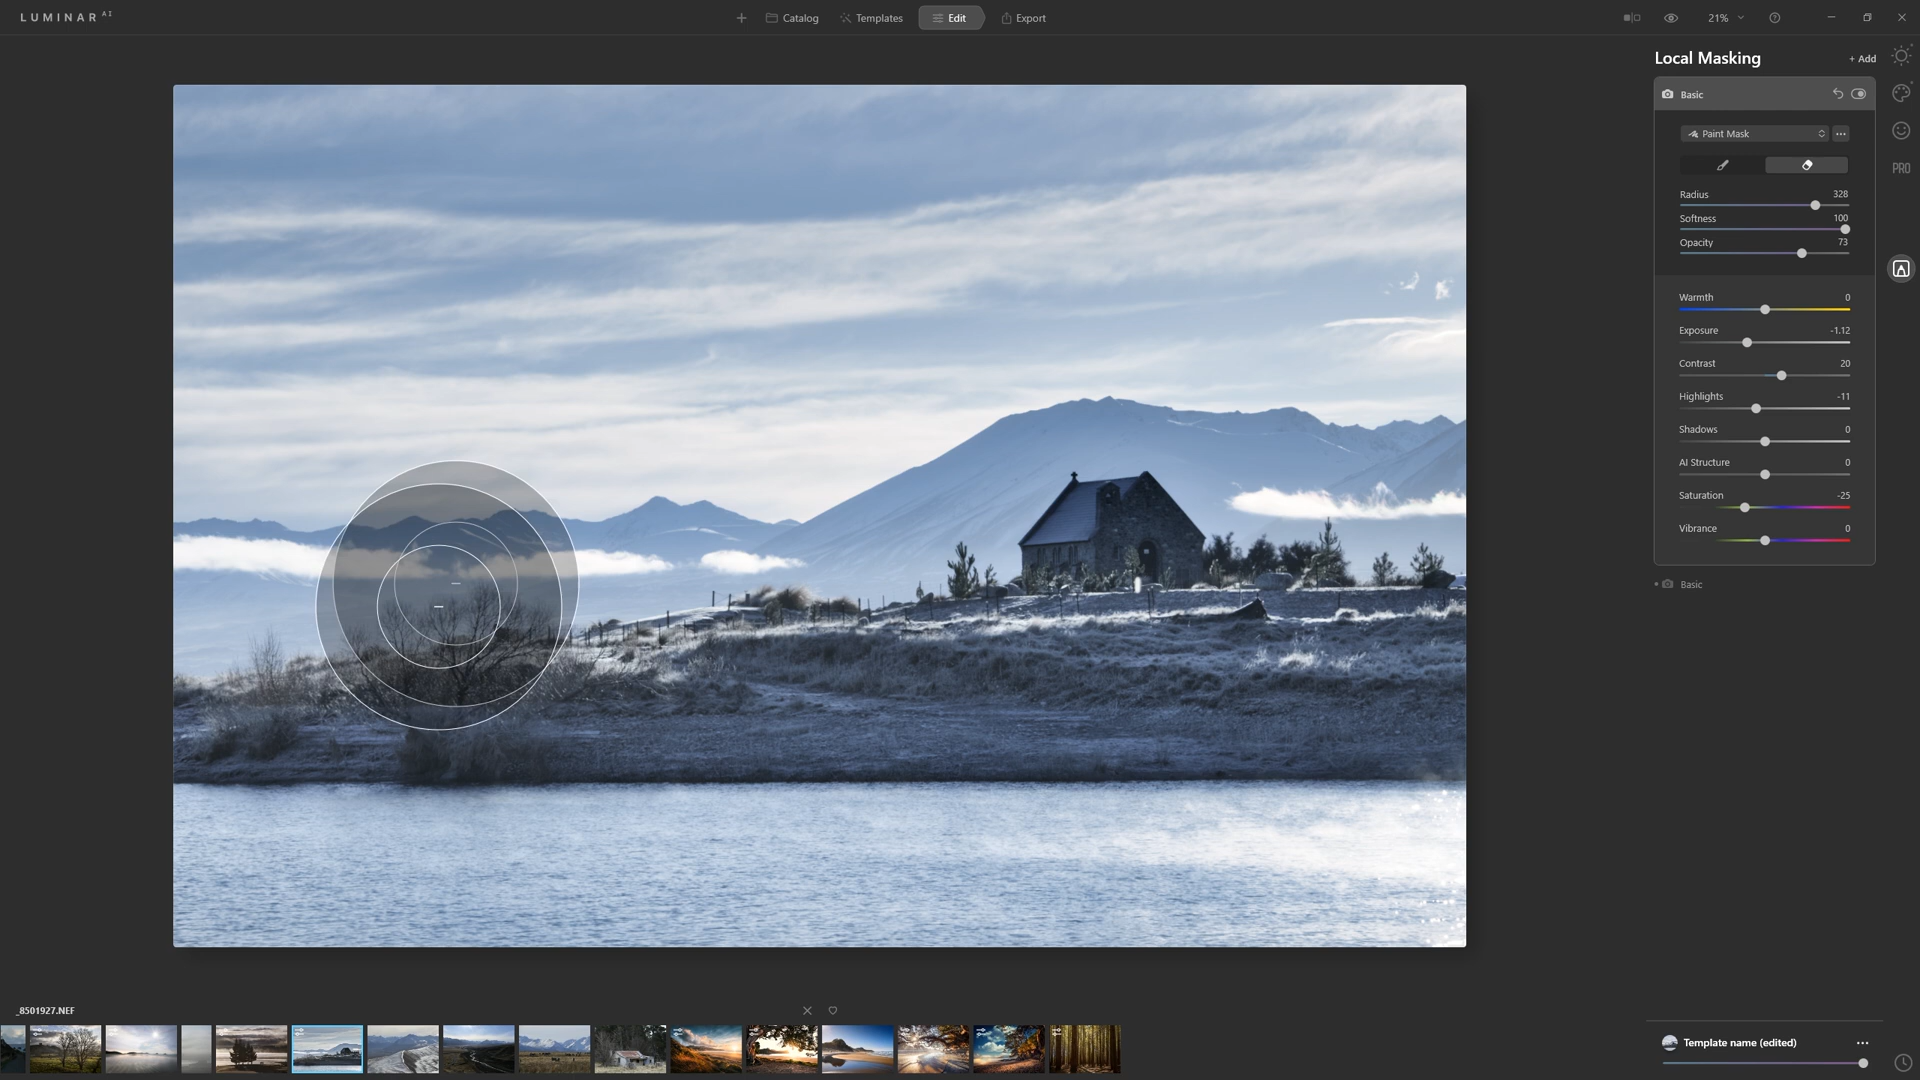 LUMINAR AI
Catalog
Templates
Edit
Export
21%
Local Masking
+ Add
Basic
Paint Mask
Radius 328
Softness 100
Opacity 73
Warmth 0
Exposure -1.12
Contrast 20
Highlights -11
Shadows 0
AI Structure 0
Saturation -25
Vibrance 0
Basic
PRO
_8501927.NEF
Template name (edited)